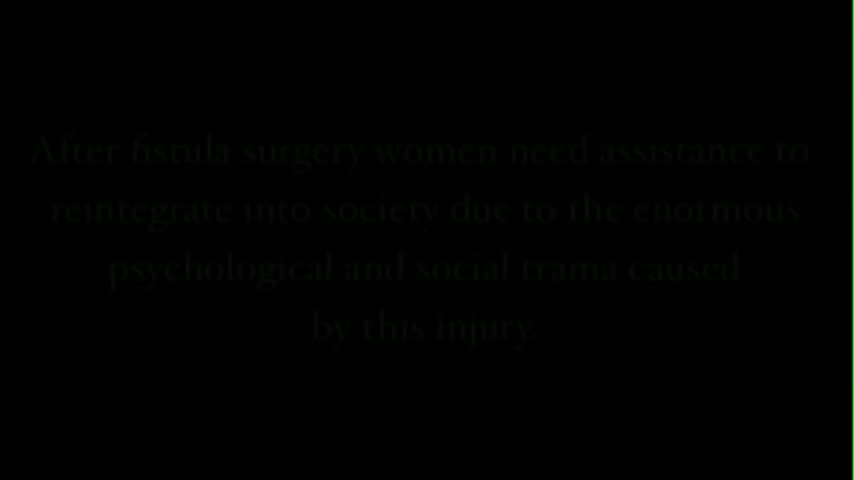 After fistula surgery women need assistance to
reintegrate into society due to the enormous
psychological and social trama caused
by this injury.